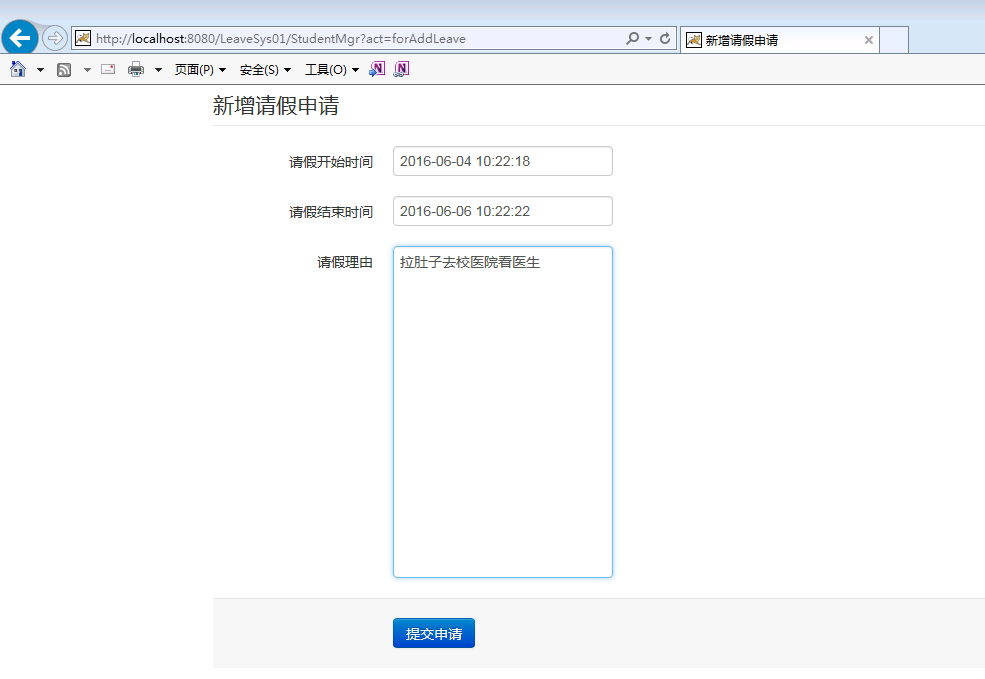 http://localhost:8080/LeaveSys01/StudentMgr?act=forAddLeave
新增请假申请
页面(P) 安全(S) 工具(O)
新增请假申请
请假开始时间 2016-06-04 10:22:18
请假结束时间 2016-06-06 10:22:22
请假理由 拉肚子去校医院看医生
提交申请